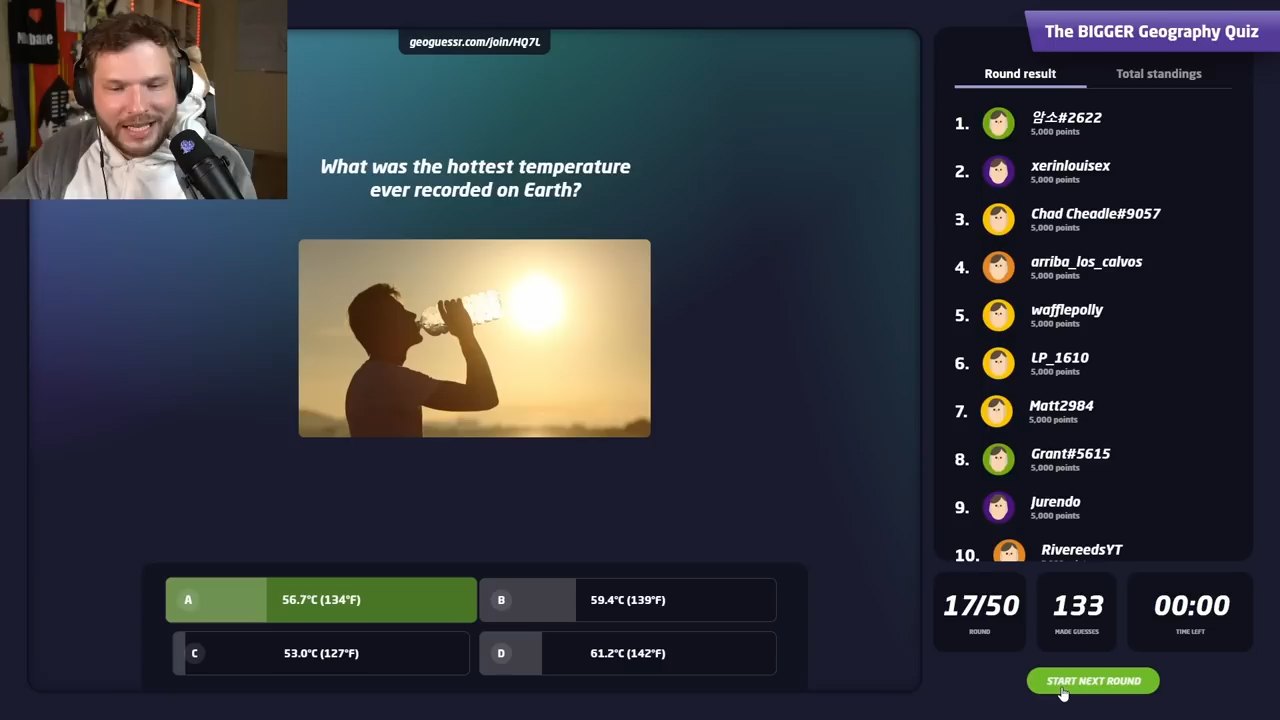 geoguessr.com/join/HQ7L
The BIGGER Geography Quiz
Round result
Total standings
What was the hottest temperature
ever recorded on Earth?
1.
암소#2622
5,000 points
2.
xerinlouisex
5,000 points
3.
Chad Cheadle#9057
5,000 points
4.
arriba_los_calvos
5,000 points
5.
wafflepolly
5,000 points
6.
LP_1610
5,000 points
7.
Matt2984
5,000 points
8.
Grant#5615
5,000 points
9.
Jurendo
5,000 points
10.
RivereedsYT
A
56.7°C (134°F)
B
59.4°C (139°F)
C
53.0°C (127°F)
D
61.2°C (142°F)
17/50
ROUND
133
MADE GUESSES
00:00
TIME LEFT
START NEXT ROUND